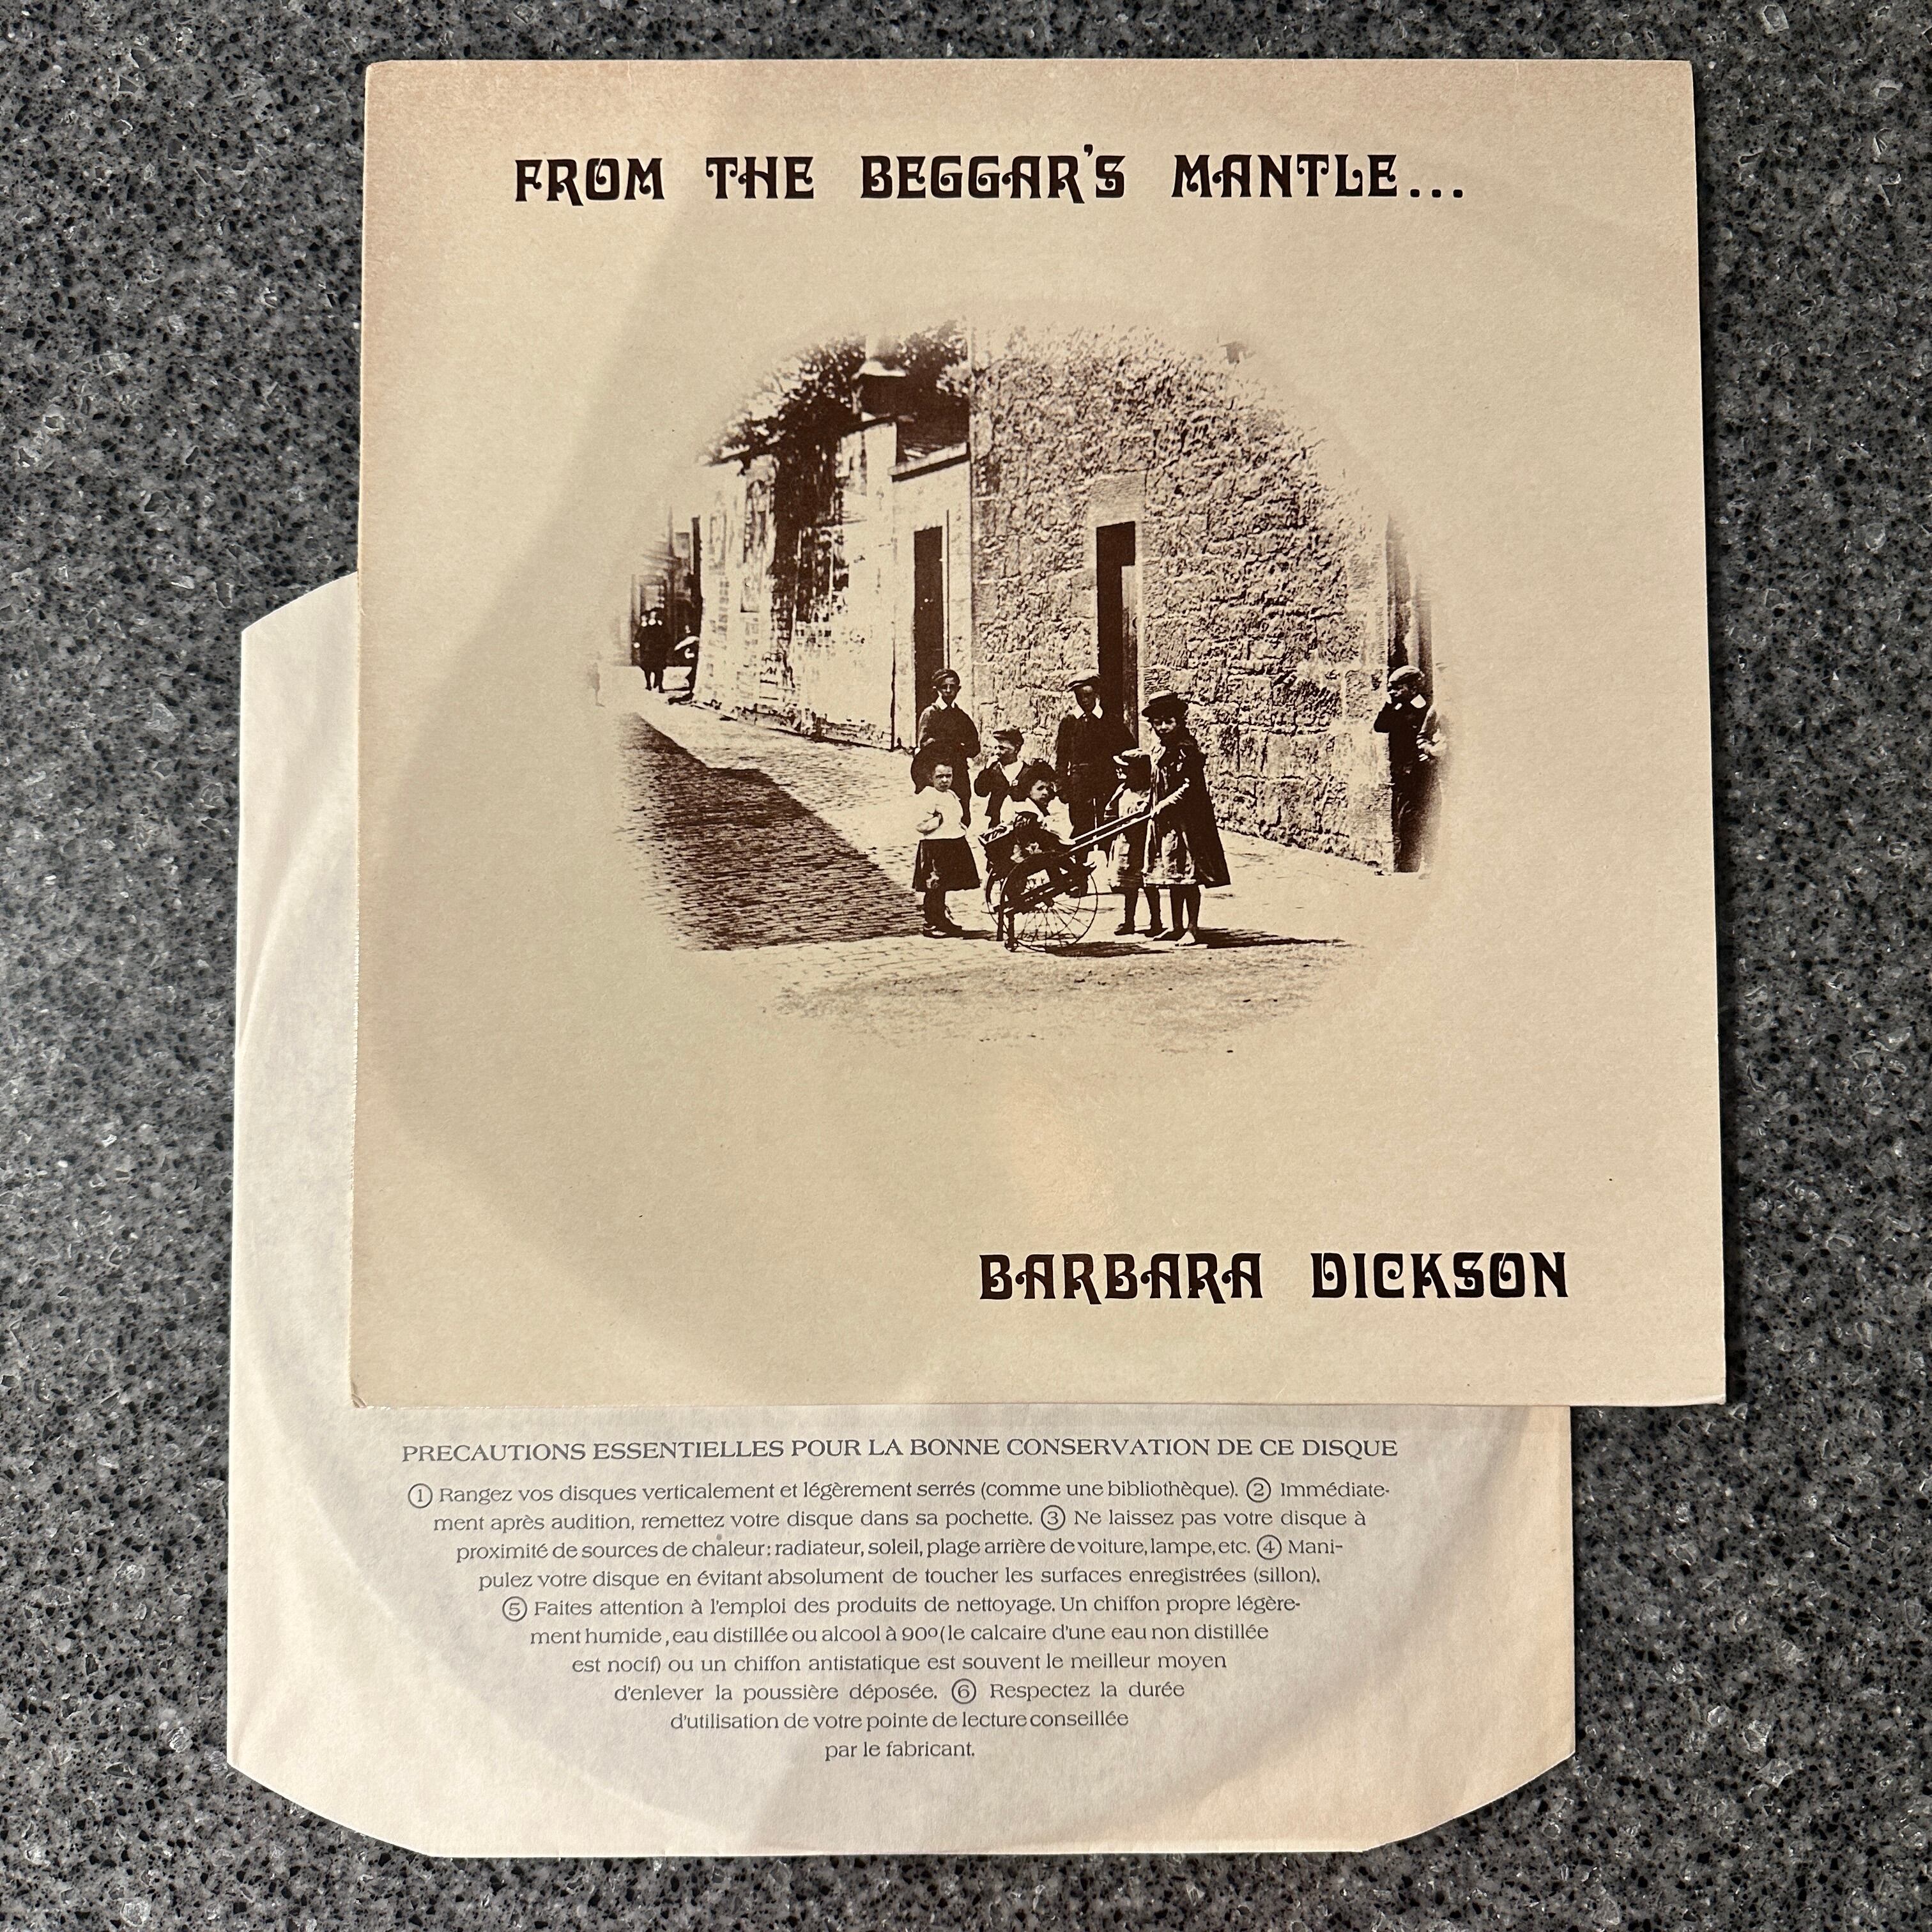 FROM THE BEGGAR'S MANTLE...
BARBARA DICKSON
PRECAUTIONS ESSENTIELLES POUR LA BONNE CONSERVATION DE CE DISQUE
① Rangez vos disques verticalement et légèrement serrés (comme une bibliothèque). ② Immédiate-
ment après audition, remettez votre disque dans sa pochette. ③ Ne laissez pas votre disque à
proximité de sources de chaleur: radiateur, soleil, plage arrière de voiture, lampe, etc. ④ Mani-
pulez votre disque en évitant absolument de toucher les surfaces enregistrées (sillon).
⑤ Faites attention à l'emploi des produits de nettoyage. Un chiffon propre légère-
ment humide, eau distillée ou alcool à 90º (le calcaire d'une eau non distillée
est nocif) ou un chiffon antistatique est souvent le meilleur moyen
d'enlever la poussière déposée. ⑥ Respectez la durée
d'utilisation de votre pointe de lecture conseillée
par le fabricant.